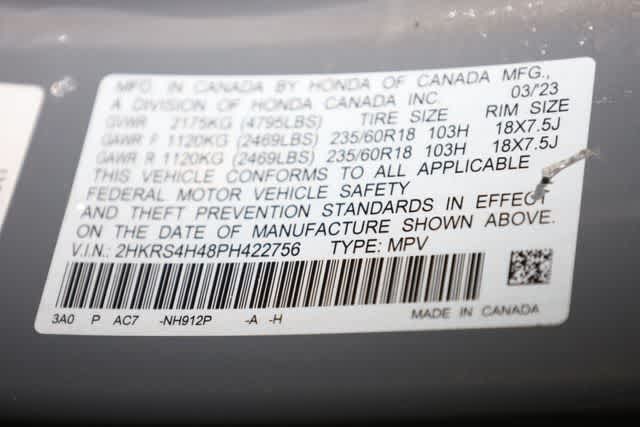 MFG. IN CANADA BY HONDA OF CANADA MFG.,
A DIVISION OF HONDA CANADA INC. 03/'23
GVWR 2175KG (4795LBS) TIRE SIZE RIM SIZE
GAWR F 1120KG (2469LBS) 235/60R18 103H 18X7.5J
GAWR R 1120KG (2469LBS) 235/60R18 103H 18X7.5J
THIS VEHICLE CONFORMS TO ALL APPLICABLE
FEDERAL MOTOR VEHICLE SAFETY
AND THEFT PREVENTION STANDARDS IN EFFECT
ON THE DATE OF MANUFACTURE SHOWN ABOVE.
V.I.N.: 2HKRS4H48PH422756 TYPE: MPV
3A0 P AC7 -NH912P -A -H MADE IN CANADA